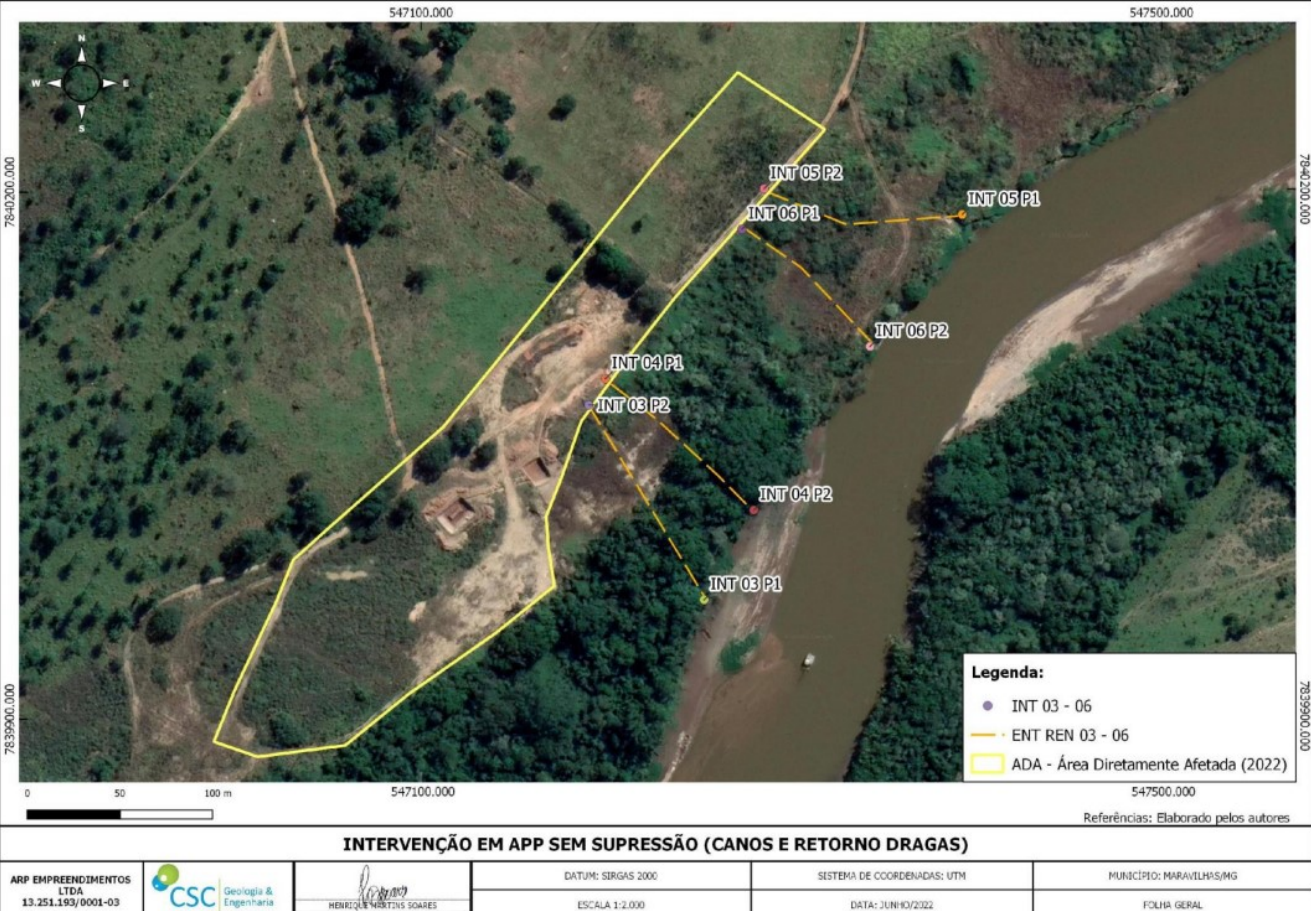 547100.000
547500.000
N
W
E
S
7840200.000
7840200.000
INT 05 P2
INT 05 P1
INT 06 P1
INT 06 P2
INT 04 P1
INT 03 P2
INT 04 P2
INT 03 P1
7839900.000
7839900.000
Legenda:
INT 03 - 06
ENT REN 03 - 06
ADA - Área Diretamente Afetada (2022)
0 50 100 m
547100.000
547500.000
Referências: Elaborado pelos autores
INTERVENÇÃO EM APP SEM SUPRESSÃO (CANOS E RETORNO DRAGAS)
ARP EMPREENDIMENTOS
LTDA
13.251.193/0001-03
CSC
Geologia &
Engenharia
HENRIQUE MARTINS SOARES
DATUM: SIRGAS 2000
ESCALA 1:2.000
SISTEMA DE COORDENADAS: UTM
DATA: JUNHO/2022
MUNICÍPIO: MARAVILHAS/MG
FOLHA GERAL